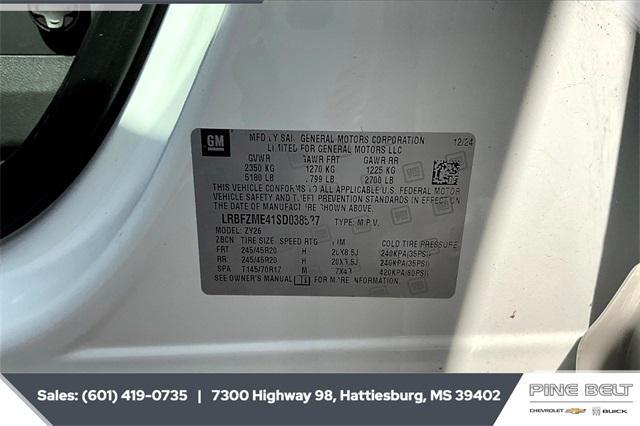 GM
MFD BY SAIC GENERAL MOTORS CORPORATION 12/24
LIMITED FOR GENERAL MOTORS LLC
GVWR GAWR FRT GAWR RR
2350 KG 1270 KG 1225 KG
5180 LB 2799 LB 2700 LB
THIS VEHICLE CONFORMS TO ALL APPLICABLE U.S. FEDERAL MOTOR
VEHICLE SAFETY AND THEFT PREVENTION STANDARDS IN EFFECT ON
THE DATE OF MANUFACTURE SHOWN ABOVE.
TYPE: M.P.V.
MODEL: ZY26
ZBCN TIRE SIZE SPEED RTG RIM
FRT 245/45R20 H 20X8.5J 240KPA(35PSI)
RR 245/45R20 H 20X8.5J 240KPA(35PSI)
SPA T145/70R17 M 420KPA(60PSI)
SEE OWNER'S MANUAL FOR MORE INFORMATION.
Sales: (601) 419-0735 | 7300 Highway 98, Hattiesburg, MS 39402
PINE BELT
CHEVROLET BUICK